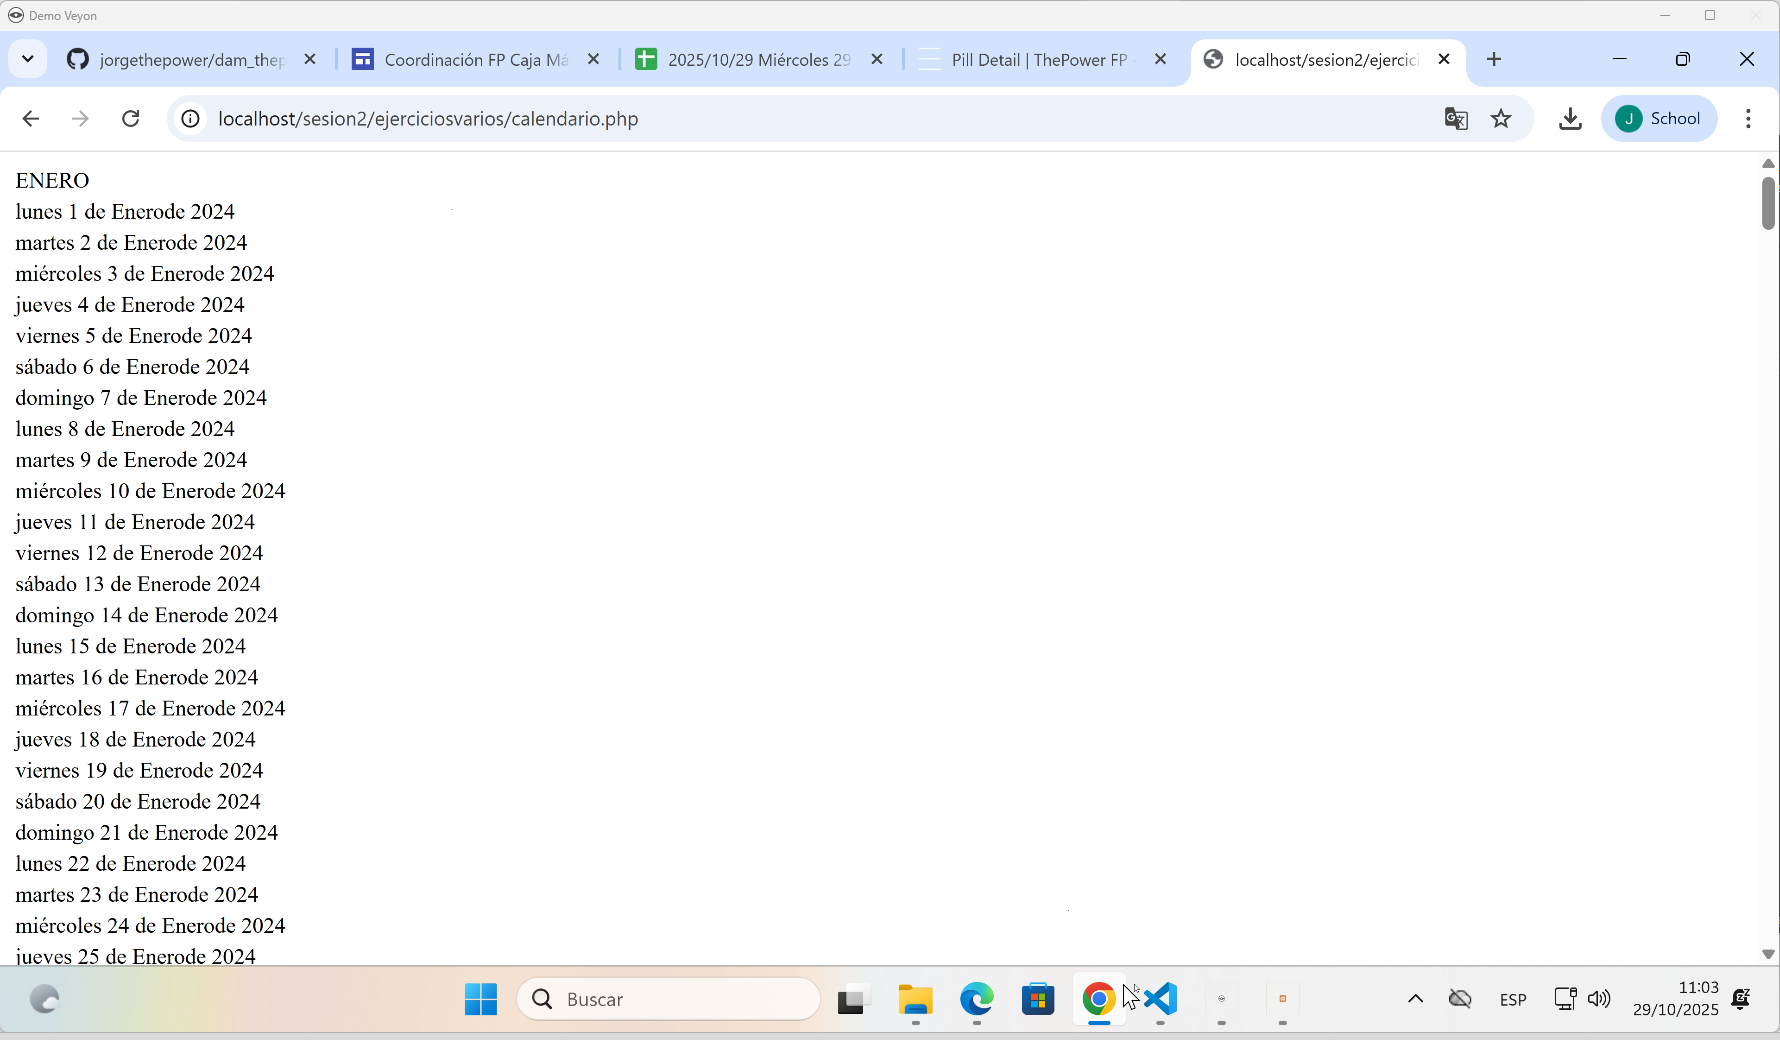 Demo Veyon
jorgethepower/dam_thep
Coordinación FP Caja Má
2025/10/29 Miércoles 29
Pill Detail | ThePower FP
localhost/sesion2/ejercic
localhost/sesion2/ejerciciosvarios/calendario.php
J School
ENERO
lunes 1 de Enerode 2024
martes 2 de Enerode 2024
miércoles 3 de Enerode 2024
jueves 4 de Enerode 2024
viernes 5 de Enerode 2024
sábado 6 de Enerode 2024
domingo 7 de Enerode 2024
lunes 8 de Enerode 2024
martes 9 de Enerode 2024
miércoles 10 de Enerode 2024
jueves 11 de Enerode 2024
viernes 12 de Enerode 2024
sábado 13 de Enerode 2024
domingo 14 de Enerode 2024
lunes 15 de Enerode 2024
martes 16 de Enerode 2024
miércoles 17 de Enerode 2024
jueves 18 de Enerode 2024
viernes 19 de Enerode 2024
sábado 20 de Enerode 2024
domingo 21 de Enerode 2024
lunes 22 de Enerode 2024
martes 23 de Enerode 2024
miércoles 24 de Enerode 2024
jueves 25 de Enerode 2024
Buscar
ESP
11:03
29/10/2025